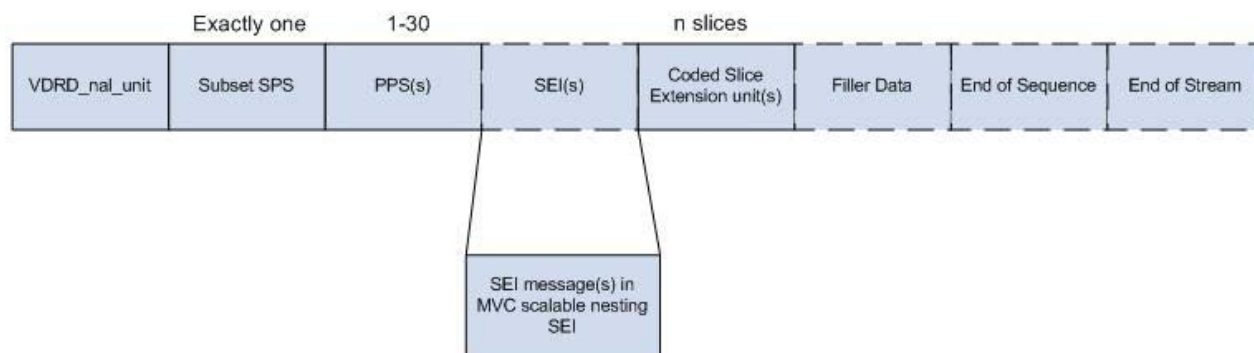 Exactly one
1-30
n slices
VDRD_nal_unit
Subset SPS
PPS(s)
SEI(s)
Coded Slice
Extension unit(s)
Filler Data
End of Sequence
End of Stream
SEI message(s) in
MVC scalable nesting
SEI